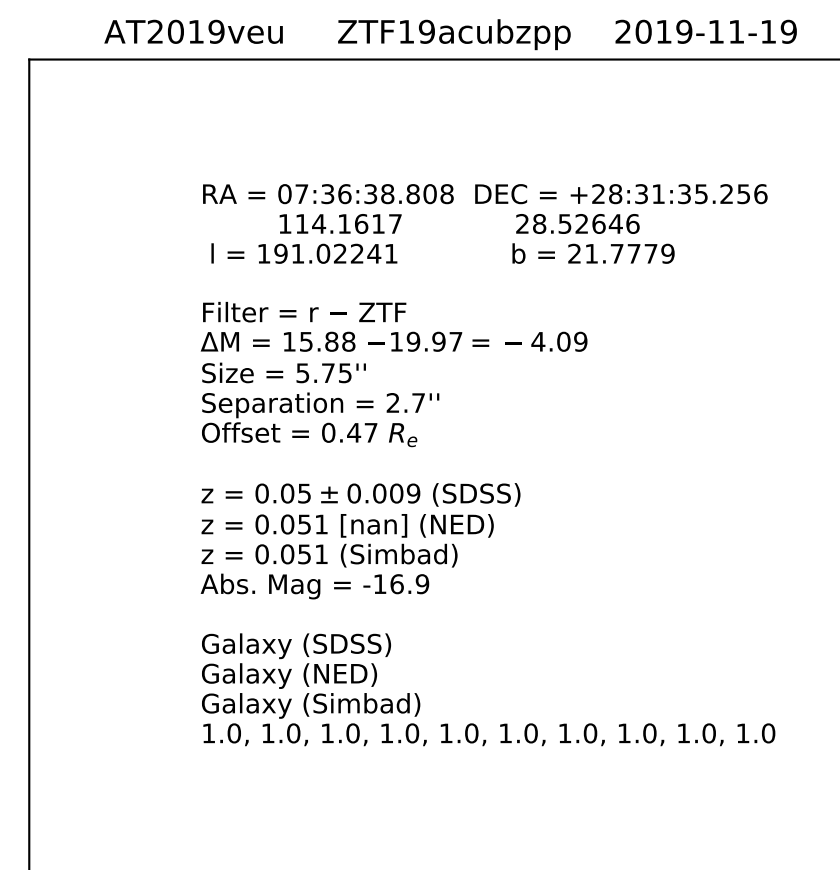 AT2019veu ZTF19acubzpp 2019-11-19
RA = 07:36:38.808 DEC = +28:31:35.256
114.1617 28.52646
l = 191.02241 b = 21.7779
Filter = r − ZTF
ΔM = 15.88 −19.97 = − 4.09
Size = 5.75''
Separation = 2.7''
Offset = 0.47 Rₑ
z = 0.05 ± 0.009 (SDSS)
z = 0.051 [nan] (NED)
z = 0.051 (Simbad)
Abs. Mag = -16.9
Galaxy (SDSS)
Galaxy (NED)
Galaxy (Simbad)
1.0, 1.0, 1.0, 1.0, 1.0, 1.0, 1.0, 1.0, 1.0, 1.0